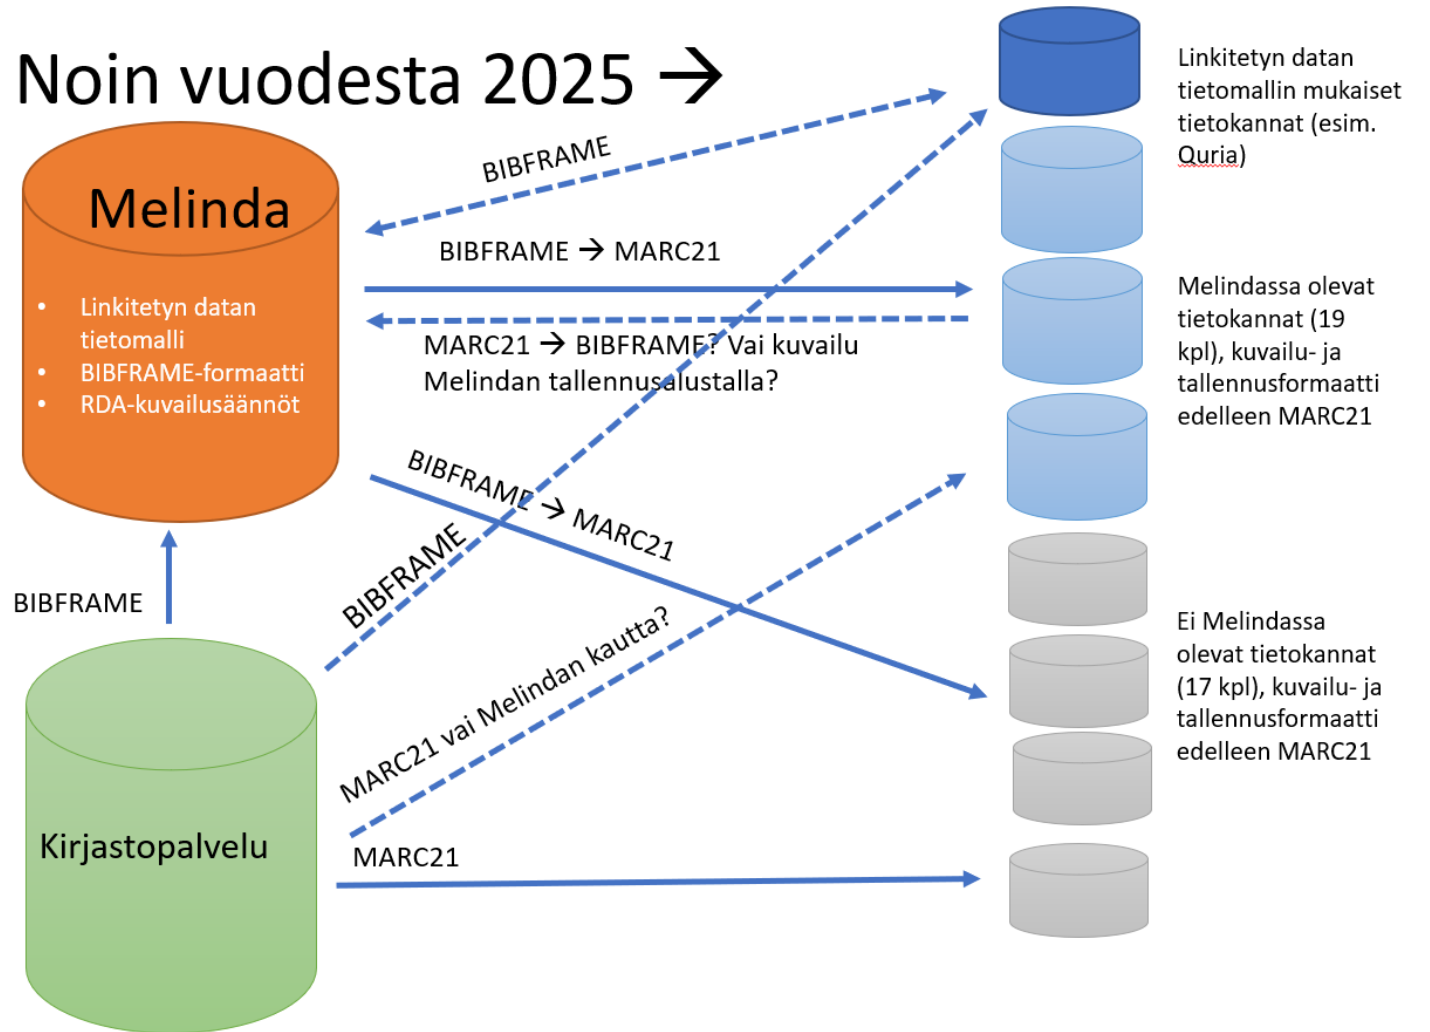 Noin vuodesta 2025 →
Melinda
• Linkitetyn datan
tietomalli
• BIBFRAME-formaatti
• RDA-kuvailusäännöt
BIBFRAME
Kirjastopalvelu
BIBFRAME
BIBFRAME → MARC21
MARC21 → BIBFRAME? Vai kuvailu
Melindan tallennusalustalla?
BIBFRAME → MARC21
BIBFRAME
MARC21 vai Melindan kautta?
MARC21
Linkitetyn datan
tietomallin mukaiset
tietokannat (esim.
Quria)
Melindassa olevat
tietokannat (19
kpl), kuvailu- ja
tallennusformaatti
edelleen MARC21
Ei Melindassa
olevat tietokannat
(17 kpl), kuvailu- ja
tallennusformaatti
edelleen MARC21